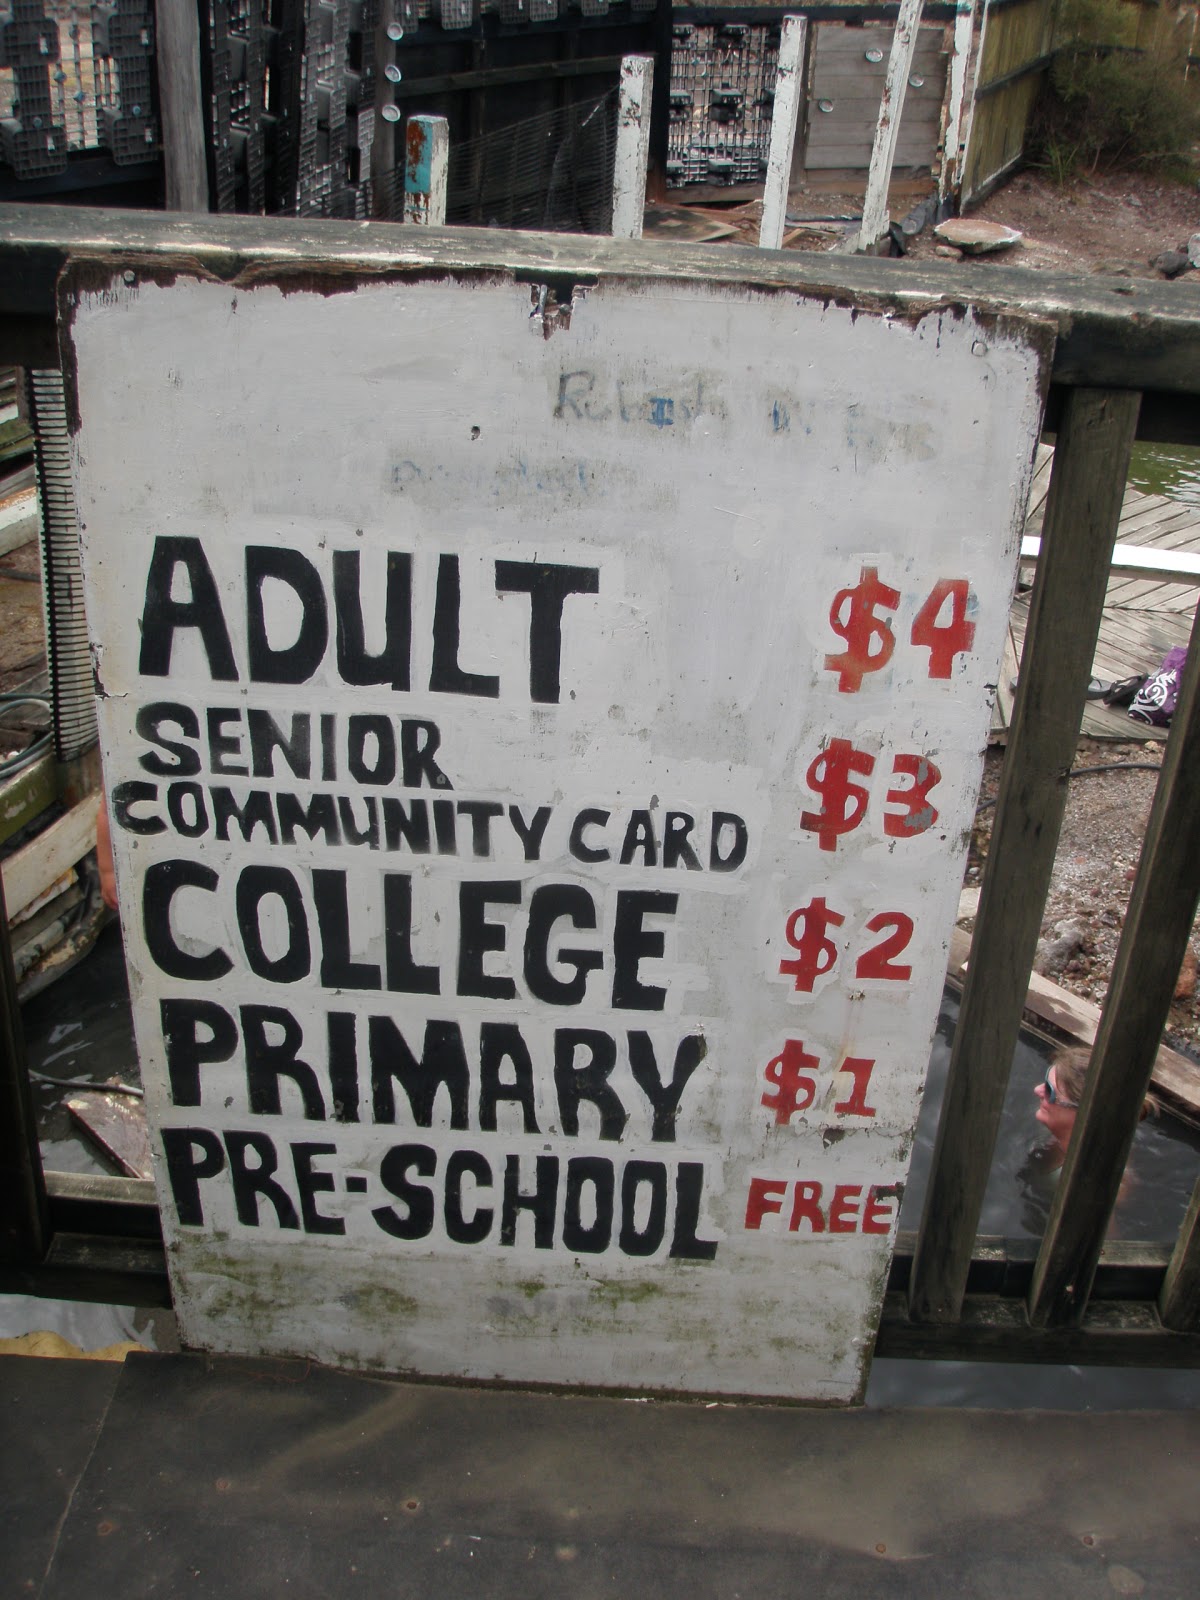 ADULT $4
SENIOR
COMMUNITY CARD $3
COLLEGE $2
PRIMARY $1
PRE-SCHOOL FREE